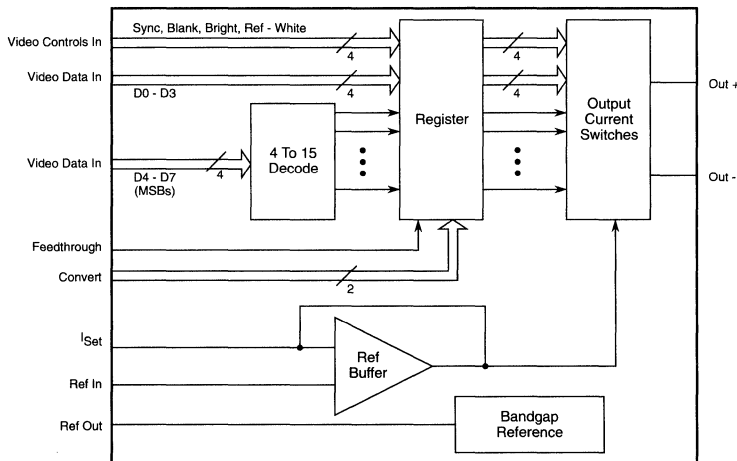 Sync, Blank, Bright, Ref - White
Video Controls In
4
4
Video Data In
4
4
D0 - D3
Out +
Register
Output
Current
Switches
4 To 15
Decode
Video Data In
4
D4 - D7
(MSBs)
Out -
Feedthrough
Convert
2
ISet
Ref
Buffer
Ref In
Ref Out
Bandgap
Reference